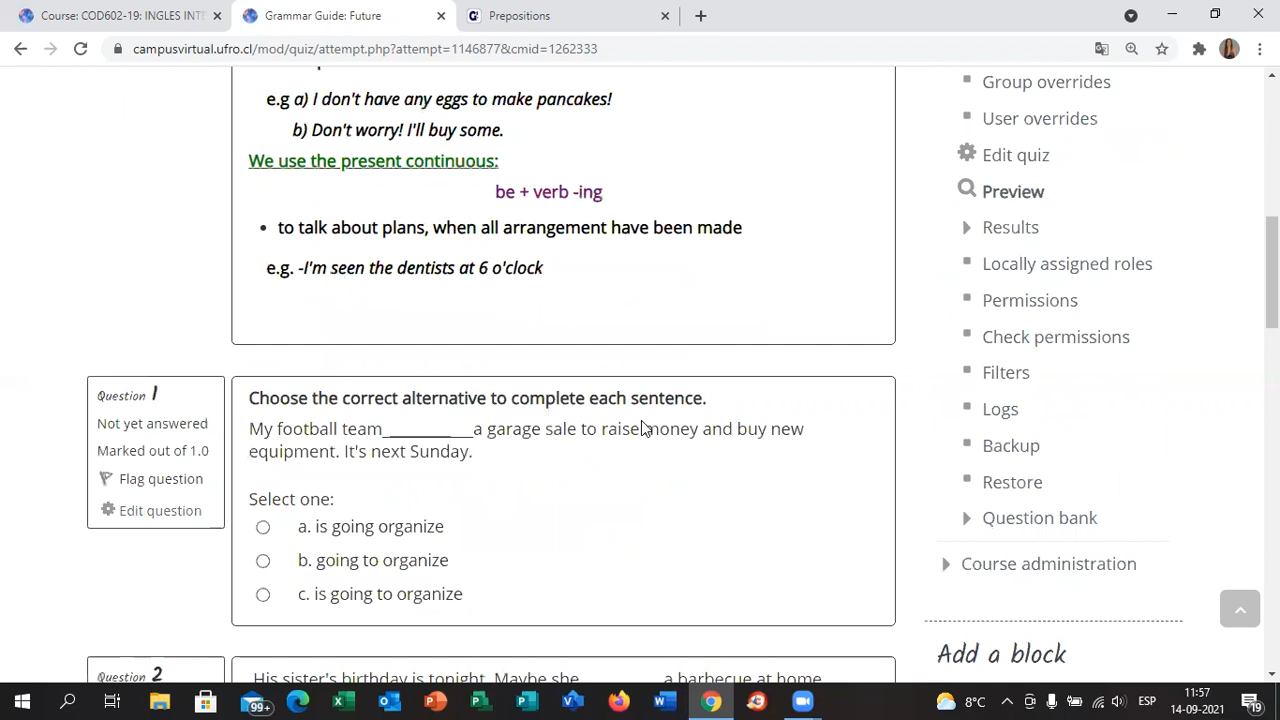 Course: COD602-19: INGLES INT
Grammar Guide: Future
Prepositions
campusvirtual.ufro.cl/mod/quiz/attempt.php?attempt=1146877&cmid=1262333
e.g a) I don't have any eggs to make pancakes!
b) Don't worry! I'll buy some.
We use the present continuous:
be + verb -ing
• to talk about plans, when all arrangement have been made
e.g. -I'm seen the dentists at 6 o'clock
Question 1
Not yet answered
Marked out of 1.0
Flag question
Edit question
Choose the correct alternative to complete each sentence.
My football team__________a garage sale to raise money and buy new
equipment. It's next Sunday.
Select one:
a. is going organize
b. going to organize
c. is going to organize
Question 2
His sister's birthday is tonight. Maybe she ________ a barbecue at home
Group overrides
User overrides
Edit quiz
Preview
Results
Locally assigned roles
Permissions
Check permissions
Filters
Logs
Backup
Restore
Question bank
Course administration
Add a block
99+
8°C
ESP
11:57
14-09-2021
19